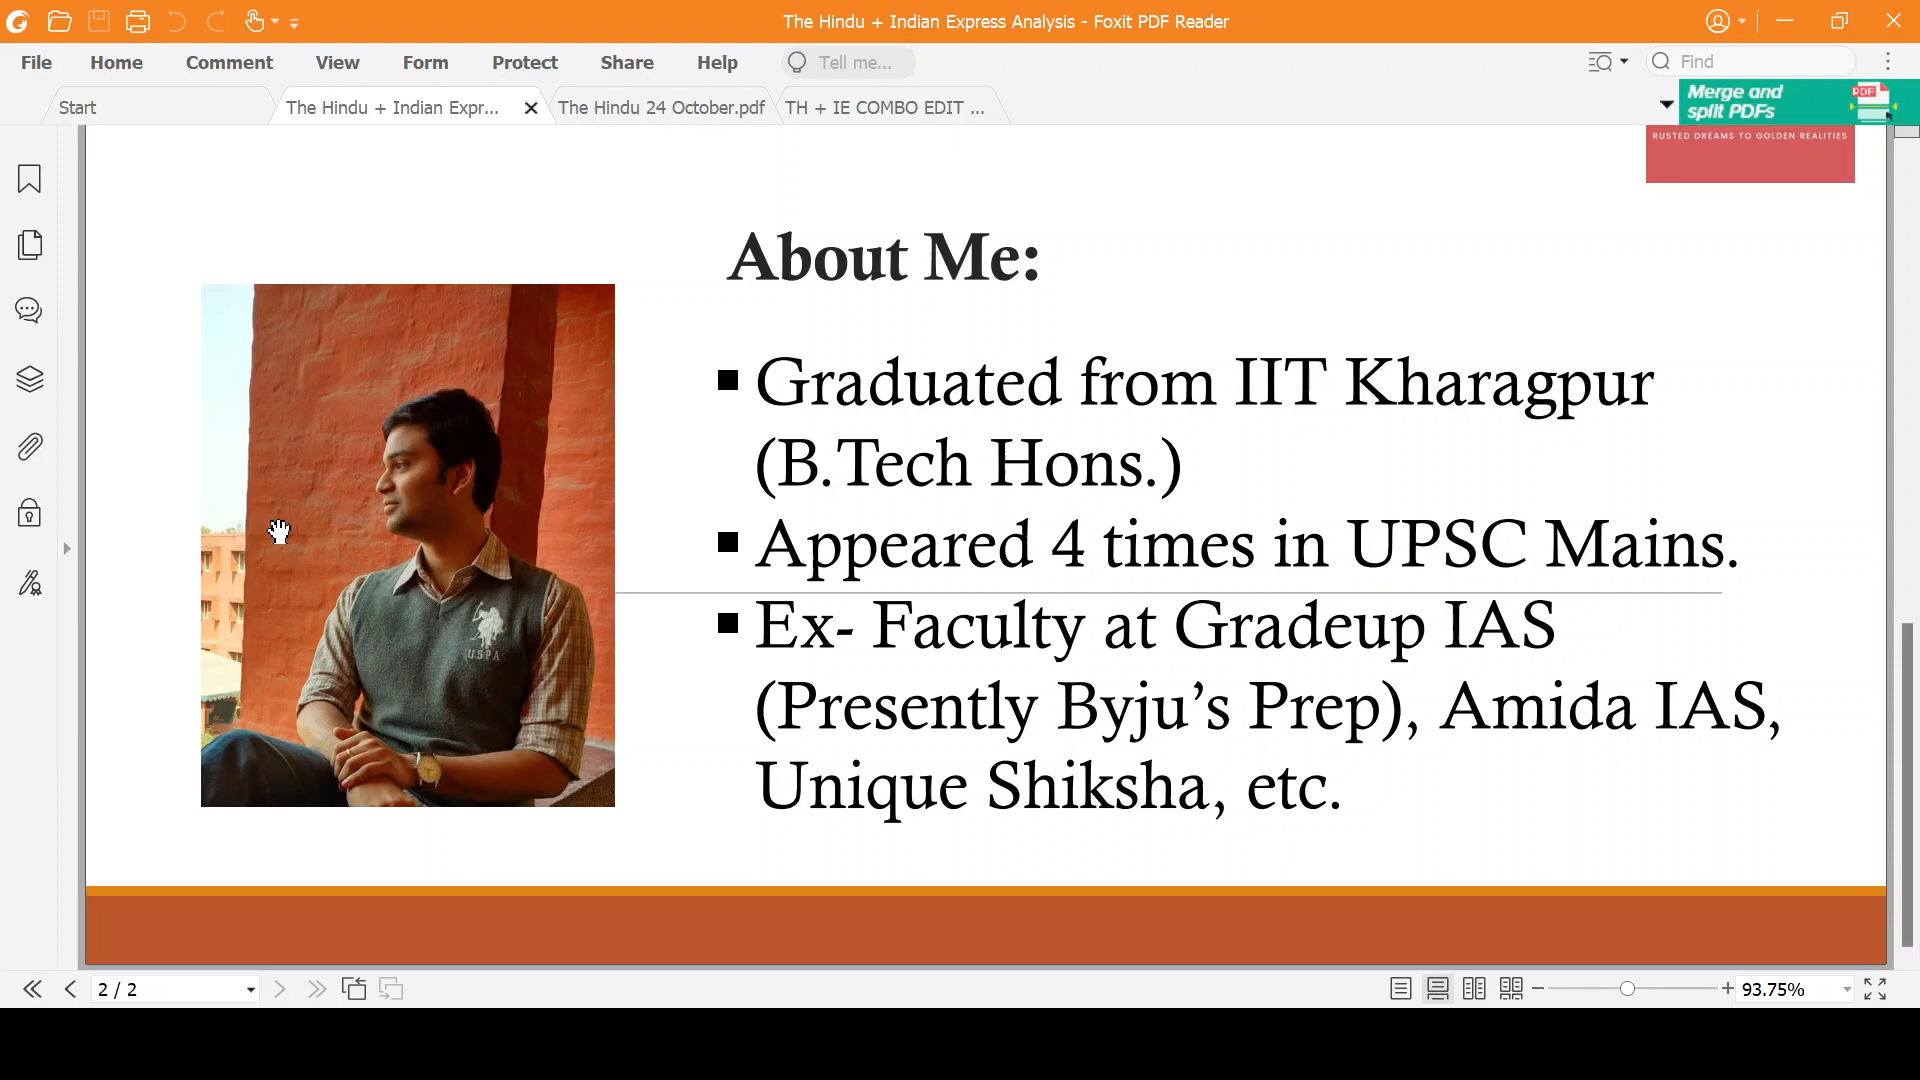 The Hindu + Indian Express Analysis - Foxit PDF Reader
File Home Comment View Form Protect Share Help Tell me... Find
Start The Hindu + Indian Expr... The Hindu 24 October.pdf TH + IE COMBO EDIT ...
Merge and
split PDFs
PDF
RUSTED DREAMS TO GOLDEN REALITIES
About Me:
▪ Graduated from IIT Kharagpur
(B.Tech Hons.)
▪ Appeared 4 times in UPSC Mains.
▪ Ex- Faculty at Gradeup IAS
(Presently Byju’s Prep), Amida IAS,
Unique Shiksha, etc.
USPA
2 / 2 93.75%